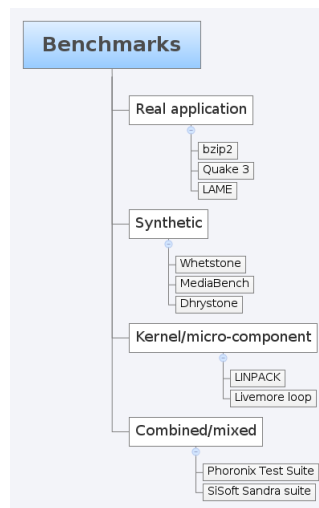 Benchmarks
Real application
bzip2
Quake 3
LAME
Synthetic
Whetstone
MediaBench
Dhrystone
Kernel/micro-component
LINPACK
Livemore loop
Combined/mixed
Phoronix Test Suite
SiSoft Sandra suite